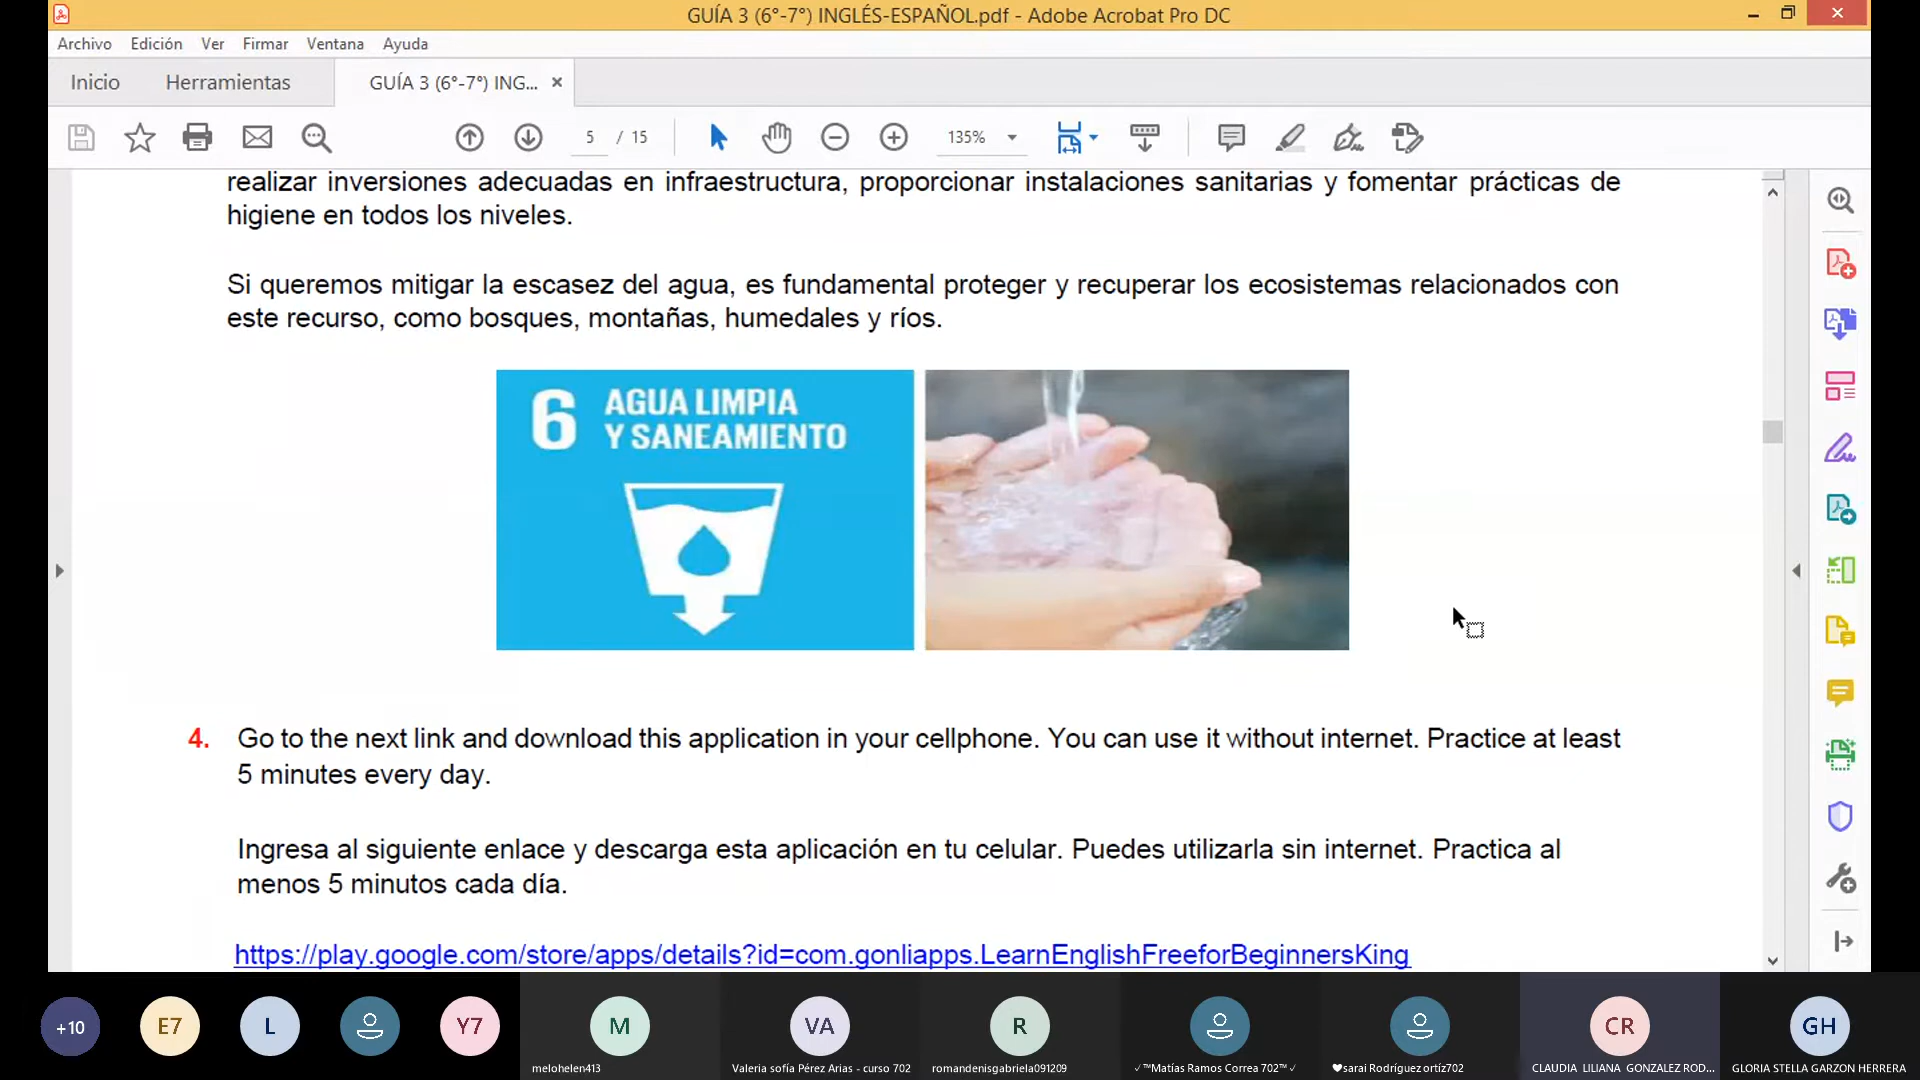 GUÍA 3 (6°-7°) INGLÉS-ESPAÑOL.pdf - Adobe Acrobat Pro DC
Archivo Edición Ver Firmar Ventana Ayuda
Inicio Herramientas GUÍA 3 (6°-7°) ING... ×
5 / 15 135%
realizar inversiones adecuadas en infraestructura, proporcionar instalaciones sanitarias y fomentar prácticas de
higiene en todos los niveles.
Si queremos mitigar la escasez del agua, es fundamental proteger y recuperar los ecosistemas relacionados con
este recurso, como bosques, montañas, humedales y ríos.
6 AGUA LIMPIA
Y SANEAMIENTO
4. Go to the next link and download this application in your cellphone. You can use it without internet. Practice at least
5 minutes every day.
Ingresa al siguiente enlace y descarga esta aplicación en tu celular. Puedes utilizarla sin internet. Practica al
menos 5 minutos cada día.
https://play.google.com/store/apps/details?id=com.gonliapps.LearnEnglishFreeforBeginnersKing
+10 E7 L Y7 M VA R CR GH
melohelen413 Valeria sofía Pérez Arias - curso 702 romandenisgabriela091209 ✓™Matías Ramos Correa 702™✓ ♥sarai Rodríguez ortíz702 CLAUDIA LILIANA GONZALEZ ROD... GLORIA STELLA GARZON HERRERA